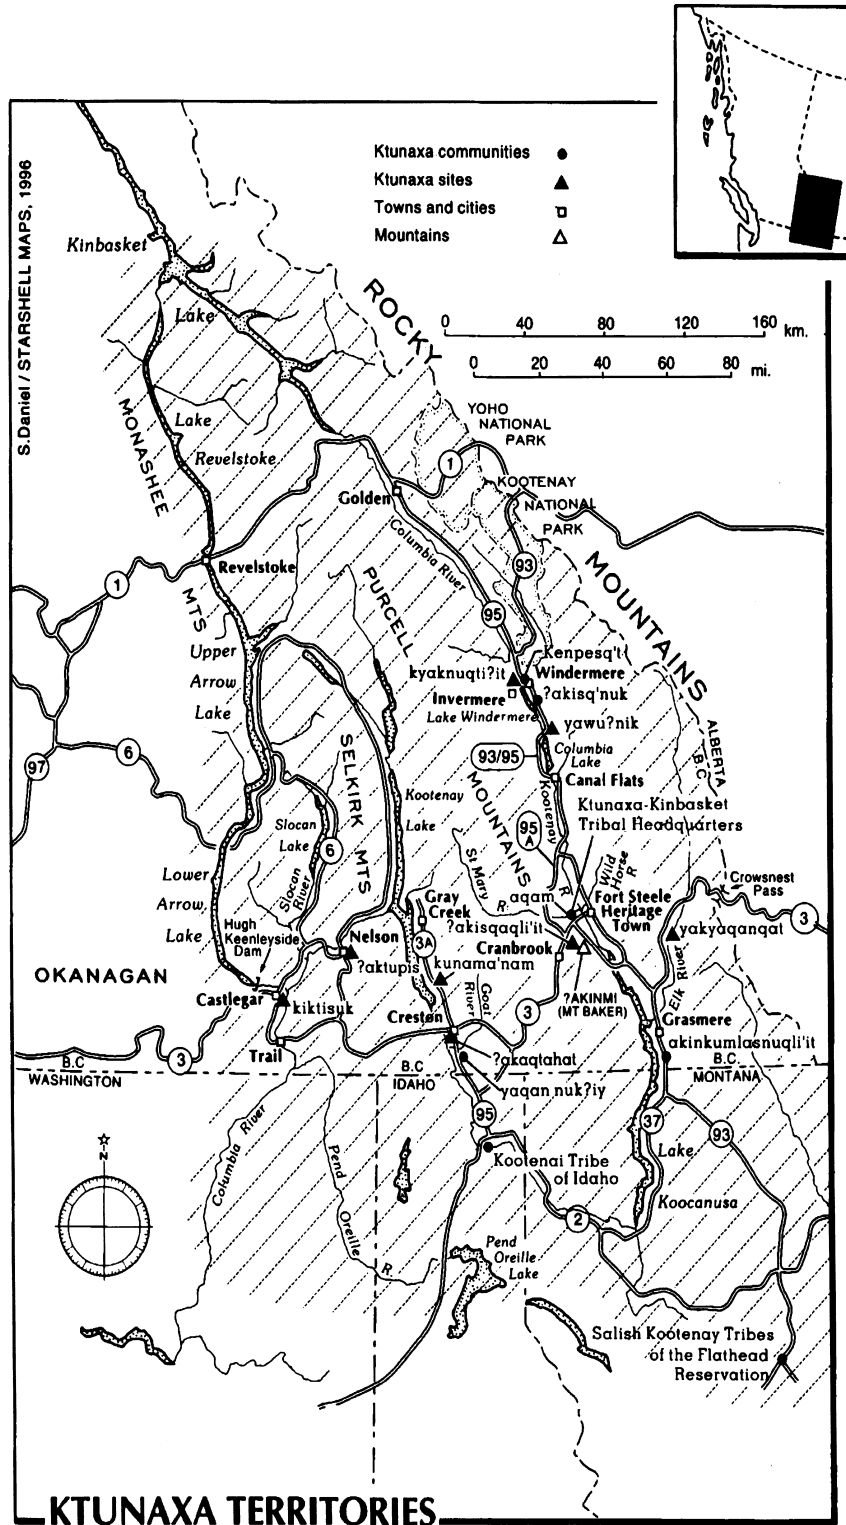 S.Daniel / STARSHELL MAPS, 1996
Ktunaxa communities
Ktunaxa sites
Towns and cities
Mountains
0 40 80 120 160 km.
0 20 40 60 80 mi.
Kinbasket
Lake
ROCKY
MOUNTAINS
MONASHEE
MTS
Lake
Revelstoke
YOHO
NATIONAL
PARK
1
KOOTENAY
NATIONAL
PARK
Golden
Columbia River
93
95
Revelstoke
1
PURCELL
MOUNTAINS
Upper
Arrow
Lake
Kenpesq't
Windermere
kyaknuqti?it
?akisq'nuk
Invermere
Lake Windermere
yawu?nik
ALBERTA
B.C.
6
97
SELKIRK
MTS
93/95
Columbia
Lake
Canal Flats
Kootenay
R
Kootenay
Lake
Ktunaxa-Kinbasket
Tribal Headquarters
95
A
Slocan
Lake
6
Slocan
River
St Mary
R
Wild
Horse
R
Lower
Arrow
Lake
Crowsnest
Pass
aqam
Fort Steele
Heritage
Town
3
Gray
Creek
?akisqaqli'it
Hugh
Keenleyside
Dam
Nelson
3A
Cranbrook
yakyaqanqat
?aktupis
kunama'nam
Elk River
OKANAGAN
Castlegar
kiktisuk
Goat
River
?AKINMI
(MT BAKER)
Creston
3
Grasmere
Trail
akinkumlasnuqli'it
3
?akaqtahat
B.C
WASHINGTON
B.C
IDAHO
B.C.
MONTANA
yaqan nuk?iy
95
37
93
Columbia River
N
Pend
Oreille
R
Kootenai Tribe
of Idaho
Lake
Koocanusa
2
Pend
Oreille
Lake
Salish Kootenay Tribes
of the Flathead
Reservation
KTUNAXA TERRITORIES